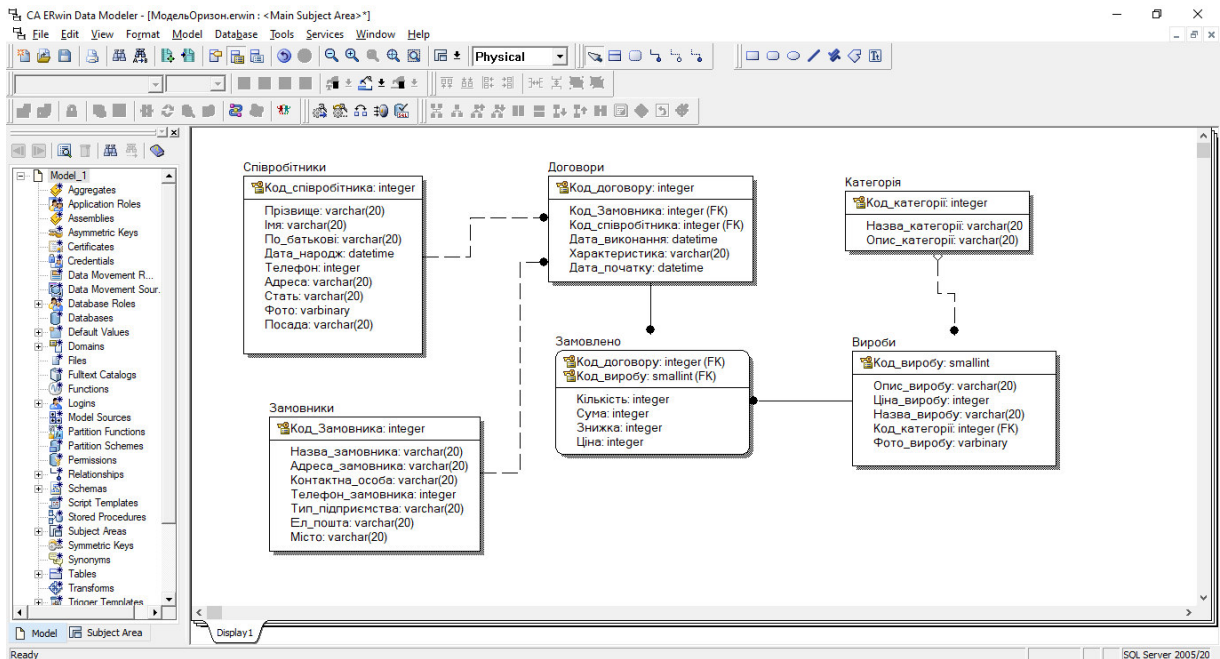 CA ERwin Data Modeler - [МодельОризон.erwin : <Main Subject Area>*]
File Edit View Format Model Database Tools Services Window Help
Physical
Model_1
Aggregates
Application Roles
Assemblies
Asymmetric Keys
Certificates
Credentials
Data Movement R...
Data Movement Sour.
Database Roles
Databases
Default Values
Domains
Files
Fulltext Catalogs
Functions
Logins
Model Sources
Partition Functions
Partition Schemes
Permissions
Relationships
Schemas
Script Templates
Stored Procedures
Subject Areas
Symmetric Keys
Synonyms
Tables
Transforms
Trigger Templates
Model Subject Area
Співробітники
Код_співробітника: integer
Прізвище: varchar(20)
Імя: varchar(20)
По_батькові: varchar(20)
Дата_народж: datetime
Телефон: integer
Адреса: varchar(20)
Стать: varchar(20)
Фото: varbinary
Посада: varchar(20)
Договори
Код_договору: integer
Код_Замовника: integer (FK)
Код_співробітника: integer (FK)
Дата_виконання: datetime
Характеристика: varchar(20)
Дата_початку: datetime
Категорія
Код_категорії: integer
Назва_категорії: varchar(20
Опис_категорії: varchar(20)
Замовлено
Код_договору: integer (FK)
Код_виробу: smallint (FK)
Кількість: integer
Сума: integer
Знижка: integer
Ціна: integer
Вироби
Код_виробу: smallint
Опис_виробу: varchar(20)
Ціна_виробу: integer
Назва_виробу: varchar(20)
Код_категорії: integer (FK)
Фото_виробу: varbinary
Замовники
Код_Замовника: integer
Назва_замовника: varchar(20)
Адреса_замовника: varchar(20)
Контактна_особа: varchar(20)
Телефон_замовника: integer
Тип_підприємства: varchar(20)
Ел_пошта: varchar(20)
Місто: varchar(20)
Display1
Ready
SQL Server 2005/20